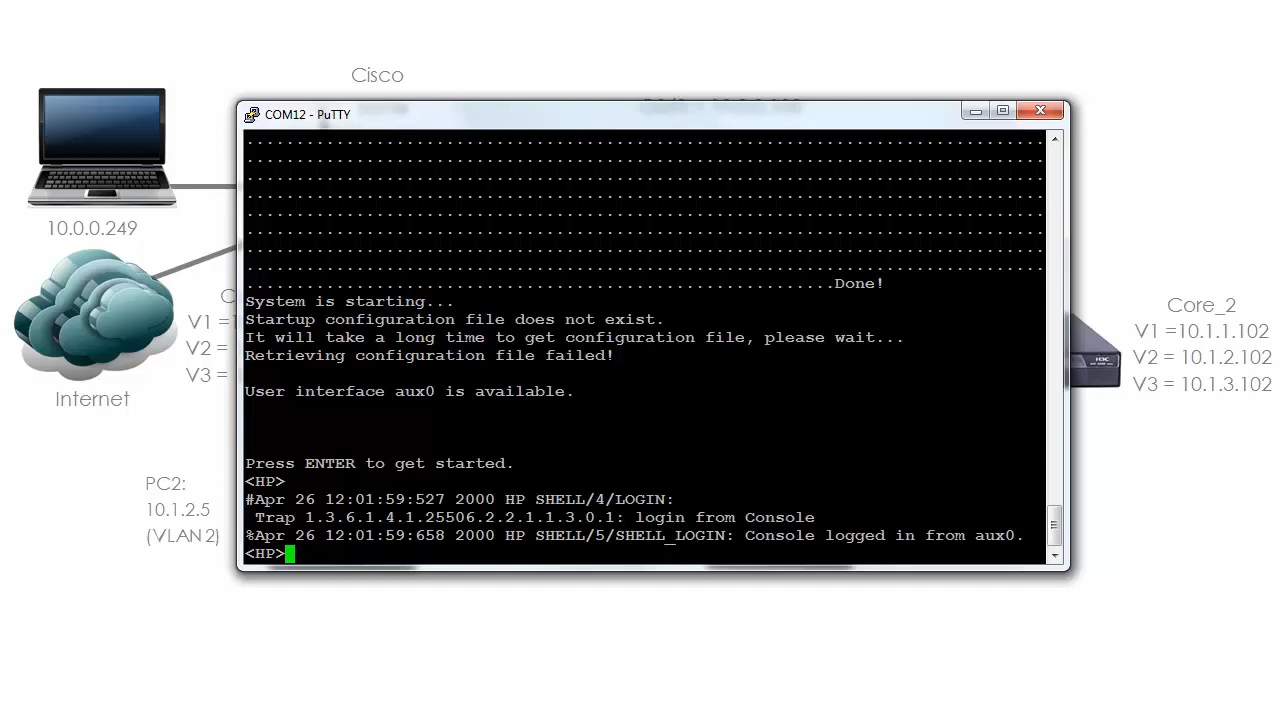 Cisco
COM12 - PuTTY
.Done!
System is starting...
Startup configuration file does not exist.
It will take a long time to get configuration file, please wait...
Retrieving configuration file failed!
User interface aux0 is available.
Press ENTER to get started.
<HP>
#Apr 26 12:01:59:527 2000 HP SHELL/4/LOGIN:
Trap 1.3.6.1.4.1.25506.2.2.1.1.3.0.1: login from Console
%Apr 26 12:01:59:658 2000 HP SHELL/5/SHELL_LOGIN: Console logged in from aux0.
<HP>
10.0.0.249
Internet
C
V1 =
V2 =
V3 =
PC2:
10.1.2.5
(VLAN 2)
Core_2
V1 =10.1.1.102
V2 = 10.1.2.102
V3 = 10.1.3.102
H3C